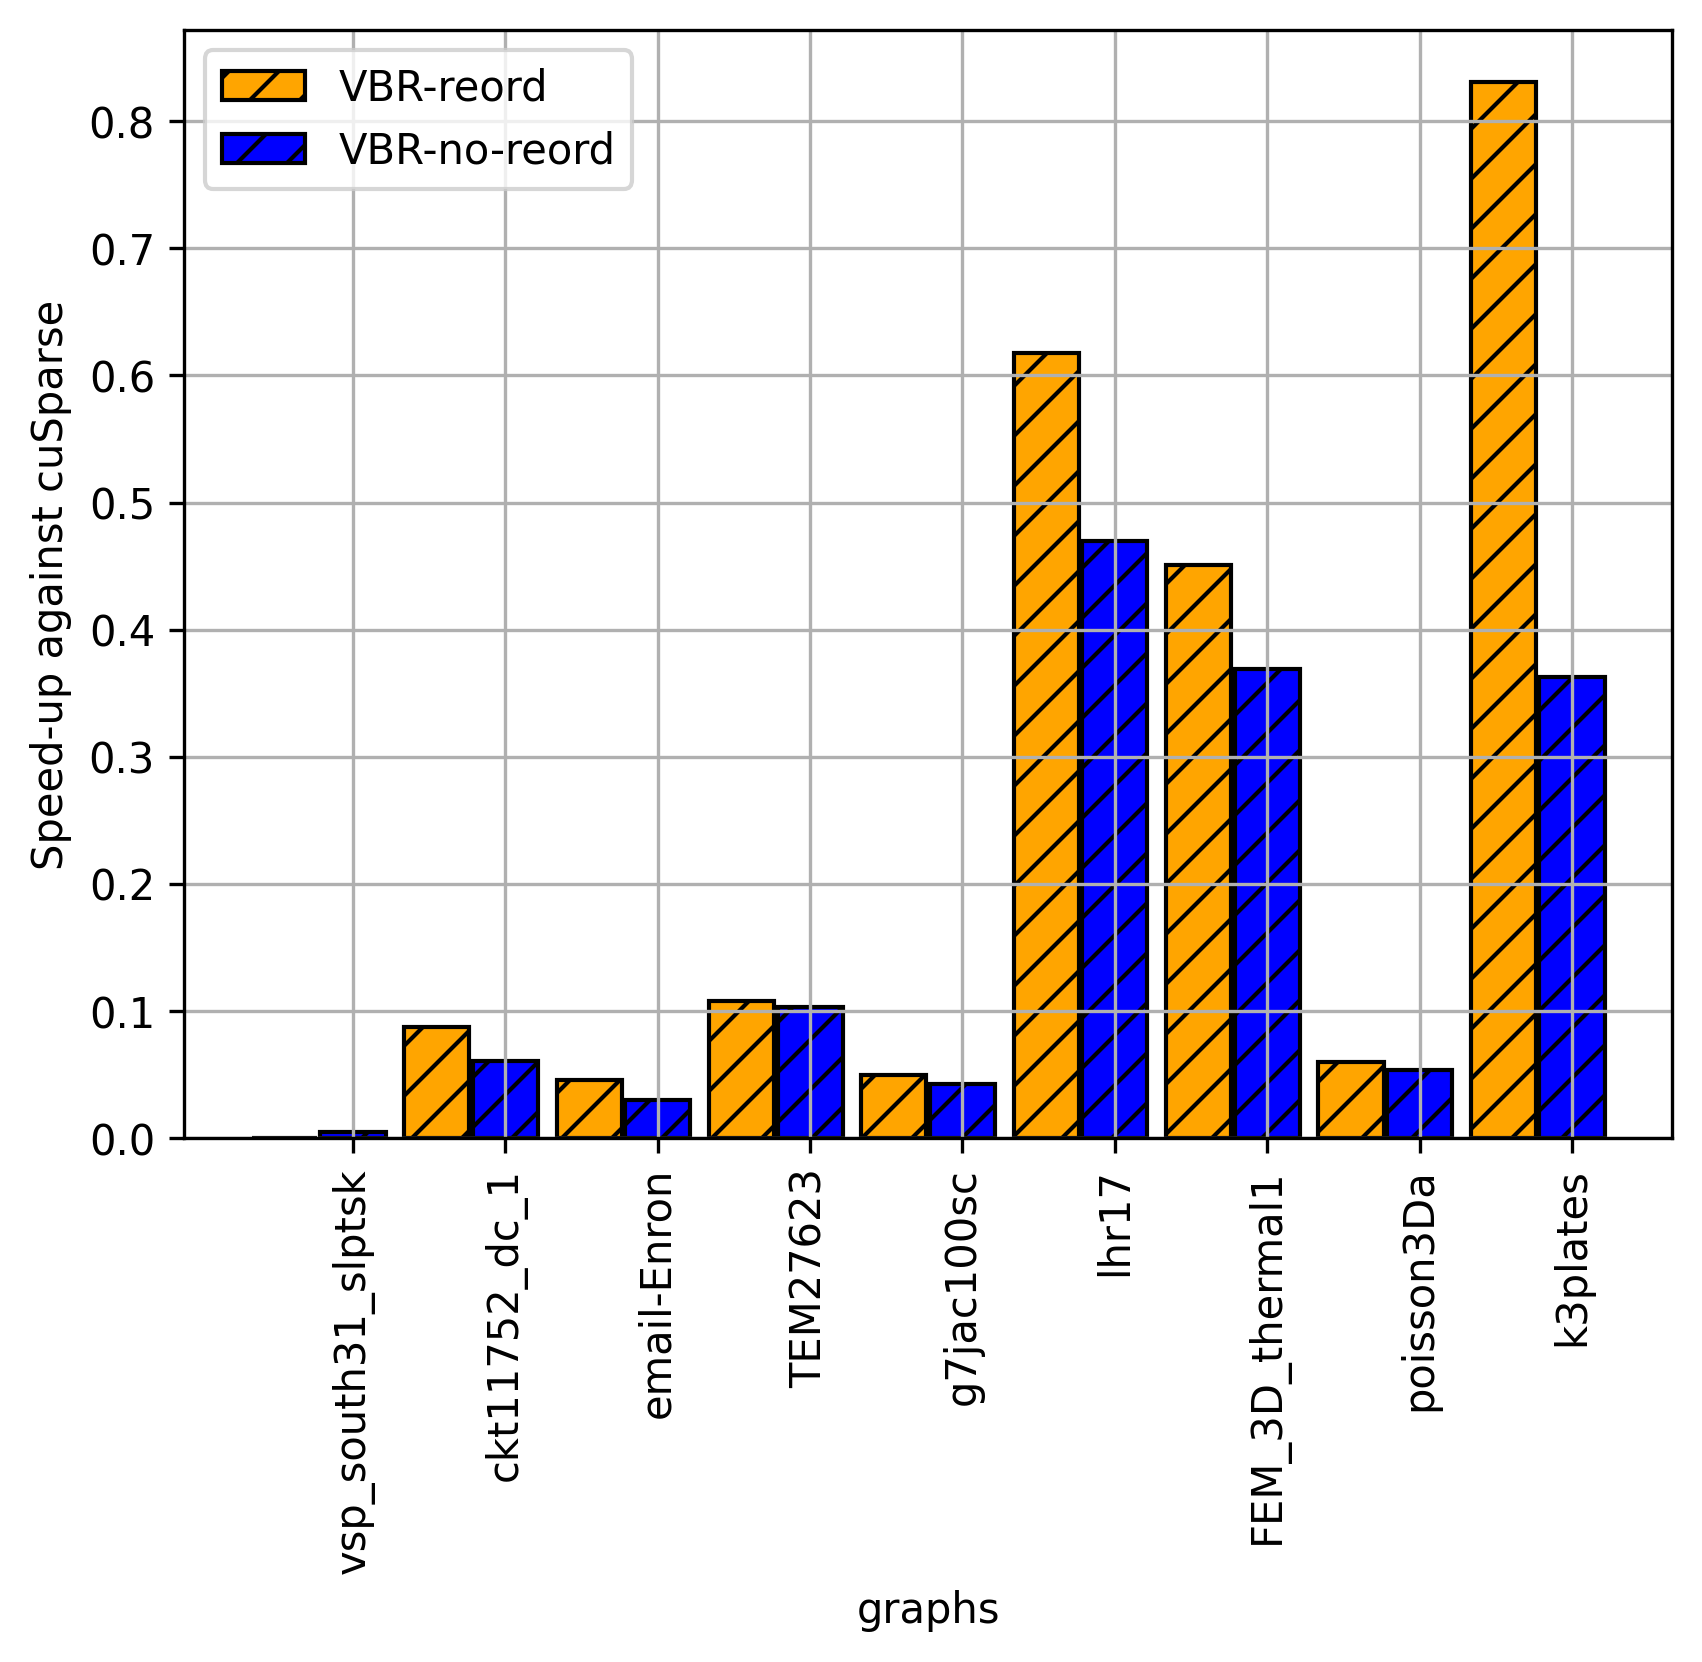 VBR-reord
VBR-no-reord
0.8
0.7
0.6
0.5
0.4
0.3
0.2
0.1
0.0
Speed-up against cuSparse
vsp_south31_slptsk
ckt11752_dc_1
email-Enron
TEM27623
g7jac100sc
lhr17
FEM_3D_thermal1
poisson3Da
k3plates
graphs